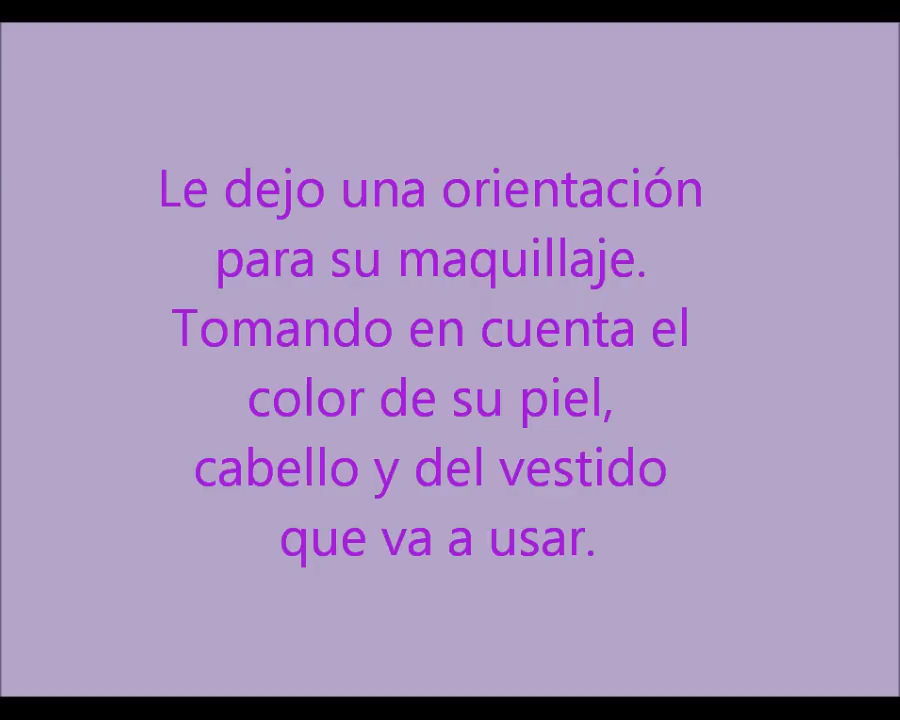 Le dejo una orientación
para su maquillaje.
Tomando en cuenta el
color de su piel,
cabello y del vestido
que va a usar.